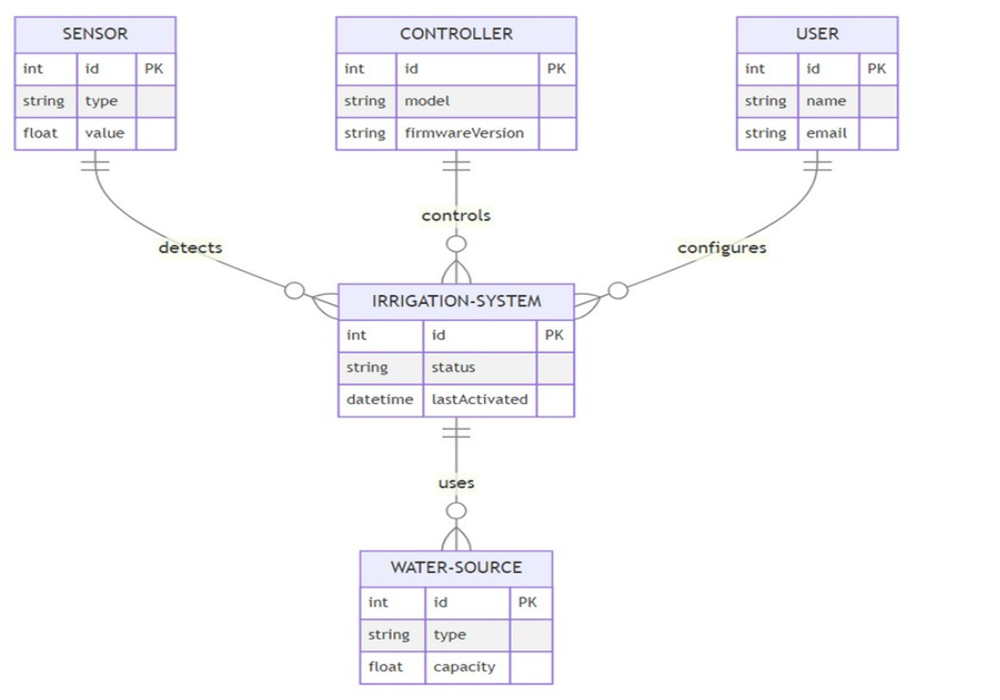 SENSOR
int id PK
string type
float value
CONTROLLER
int id PK
string model
string firmwareVersion
USER
int id PK
string name
string email
detects
controls
configures
IRRIGATION-SYSTEM
int id PK
string status
datetime lastActivated
uses
WATER-SOURCE
int id PK
string type
float capacity